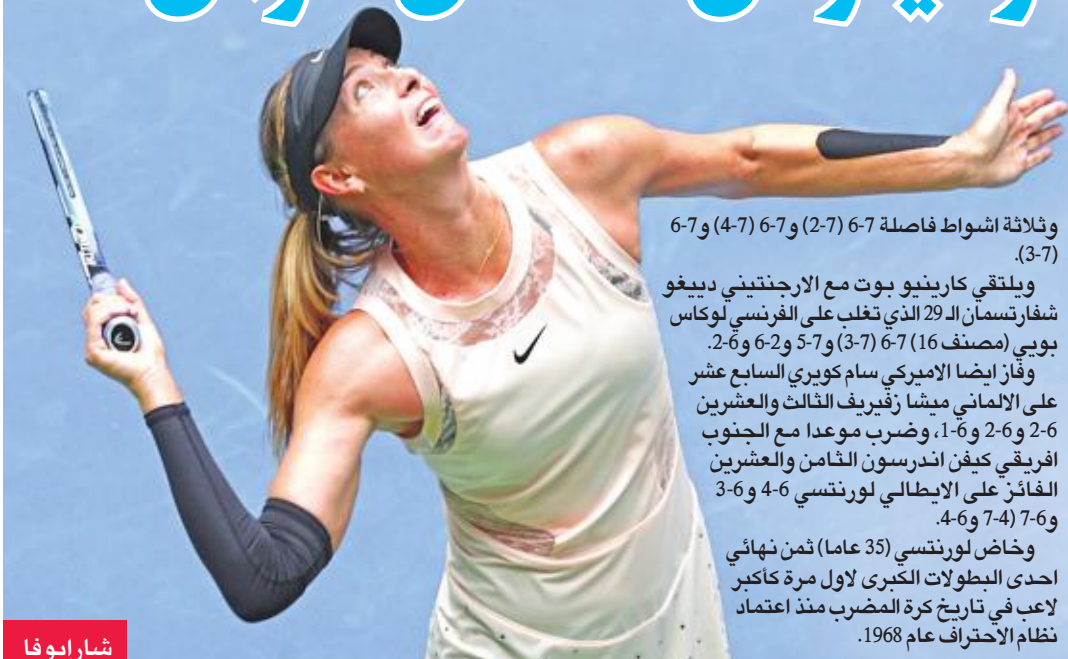 وثلاثة اشواط فاصلة 7-6 (7-2) و7-6 (7-4) و7-6
(7-3).
ويلتقي كارينيو بوت مع الارجنتيني دييغو
شفارتسمان الـ 29 الذي تغلب على الفرنسي لوكاس
بويي (مصنف 16) 7-6 (7-3) و7-5 و2-6 و6-2.
وفاز ايضا الاميركي سام كويري السابع عشر
على الالماني ميشا زفيريف الثالث والعشرين
6-2 و6-2 و6-1، وضرب موعدا مع الجنوب
افريقي كيفن اندرسون الثامن والعشرين
الفائز على الايطالي لورنتسي 6-4 و6-3
و6-7 (4-7 و6-4.
وخاض لورنتسي (35 عاما) ثمن نهائي
احدى البطولات الكبرى لاول مرة كأكبر
لاعب في تاريخ كرة المضرب منذ اعتماد
نظام الاحتراف عام 1968.
شارابوفا